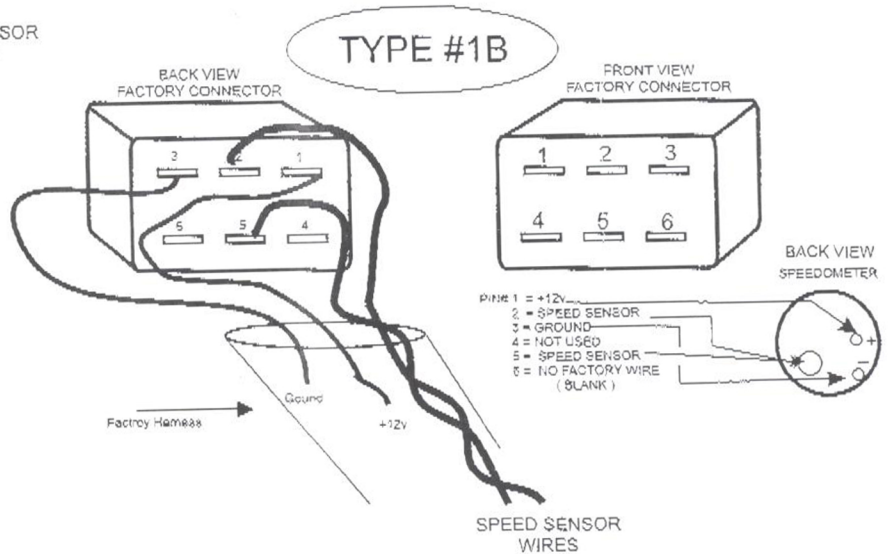 SOR
TYPE #1B
BACK VIEW
FACTORY CONNECTOR
3 2 1
5 5 4
FRONT VIEW
FACTORY CONNECTOR
1 2 3
4 5 6
BACK VIEW
SPEEDOMETER
PIN# 1 = +12v
2 = SPEED SENSOR
3 = GROUND
4 = NOT USED
5 = SPEED SENSOR
6 = NO FACTORY WIRE
( BLANK )
+
–
Gound
+12v
Factroy Harness
SPEED SENSOR
WIRES